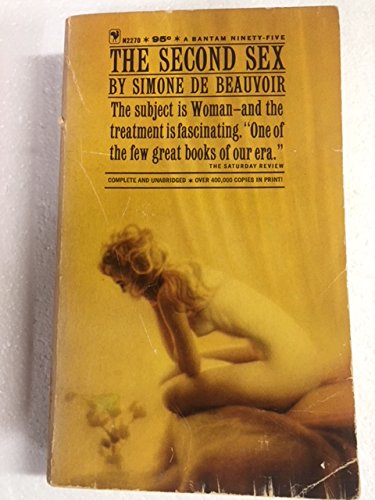 N2270 * 95¢ * A BANTAM NINETY-FIVE
THE SECOND SEX
BY SIMONE DE BEAUVOIR
The subject is Woman—and the
treatment is fascinating. “One of
the few great books of our era.”
THE SATURDAY REVIEW
COMPLETE AND UNABRIDGED * OVER 400,000 COPIES IN PRINT!